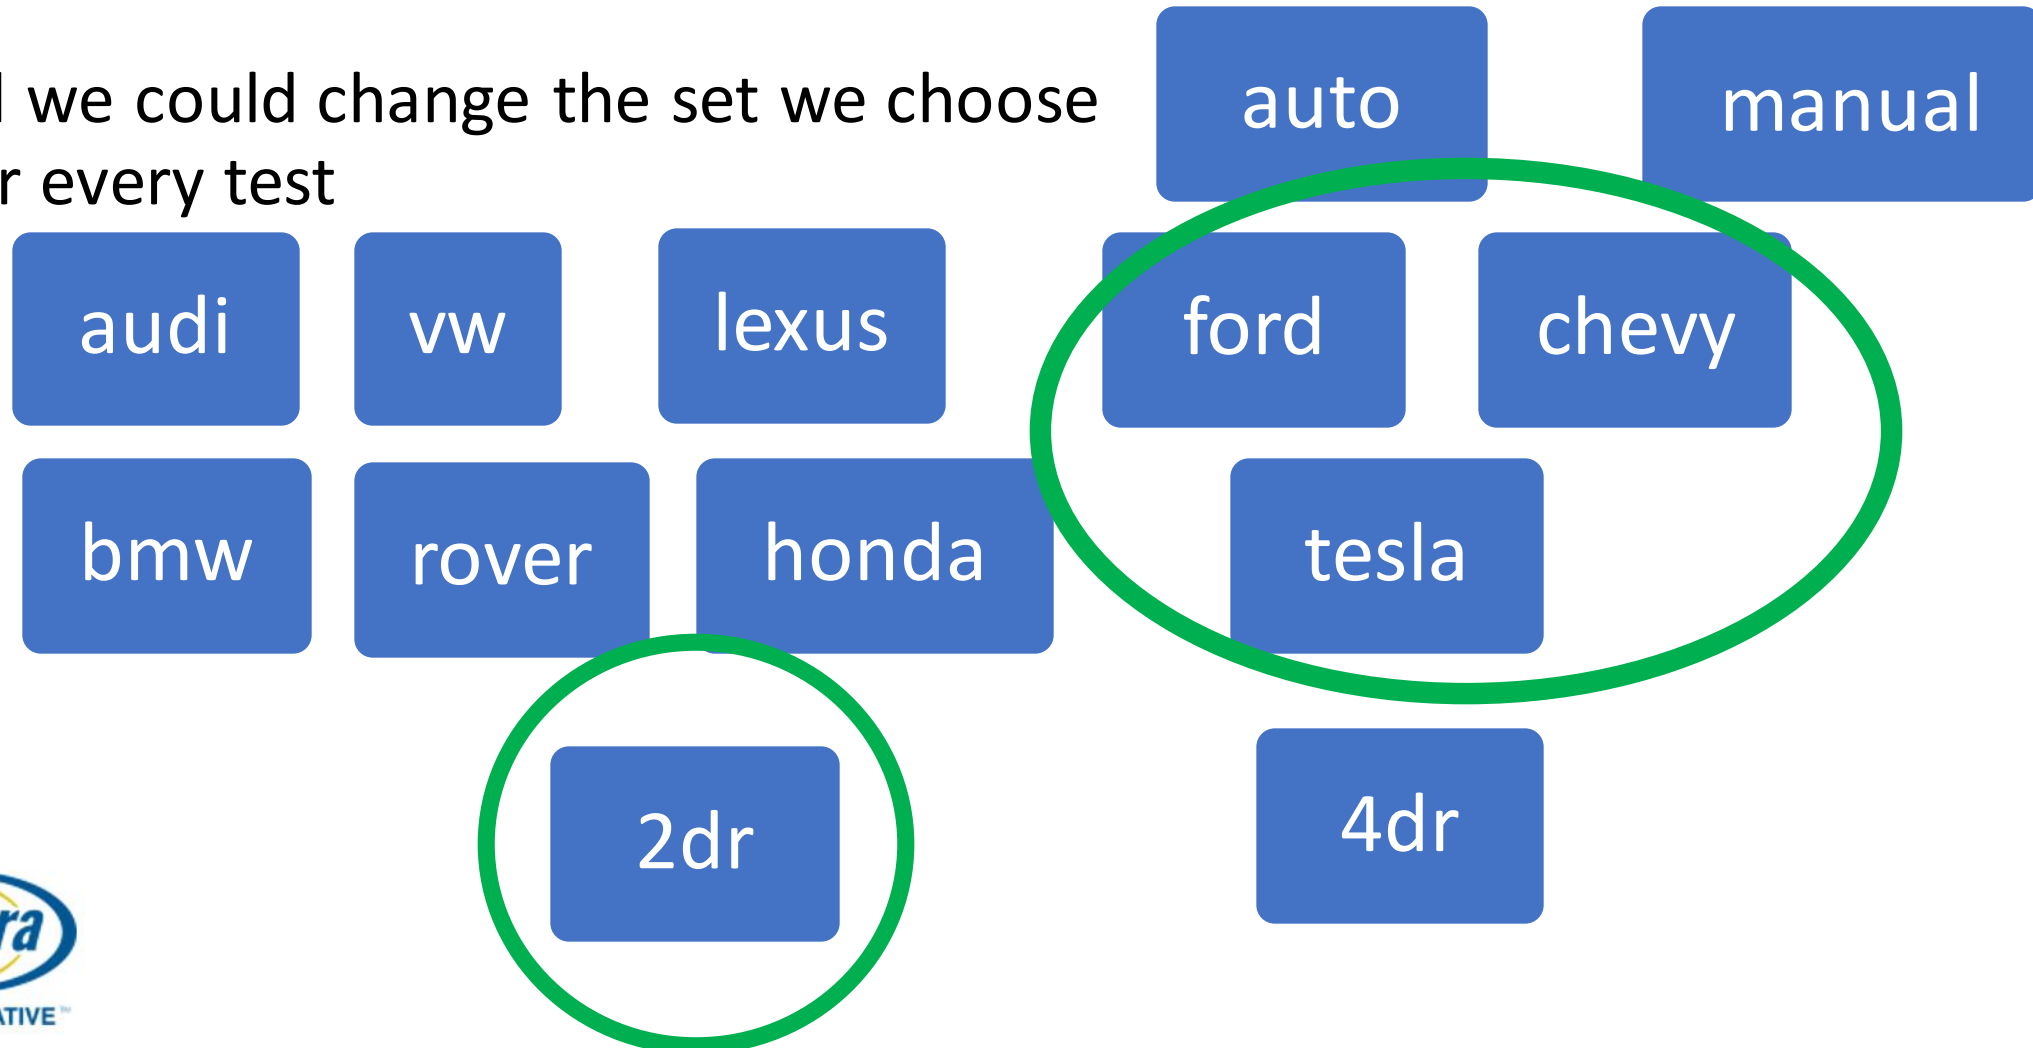 we could change the set we choose
every test
auto manual
audi vw lexus ford chevy
bmw rover honda tesla
2dr 4dr